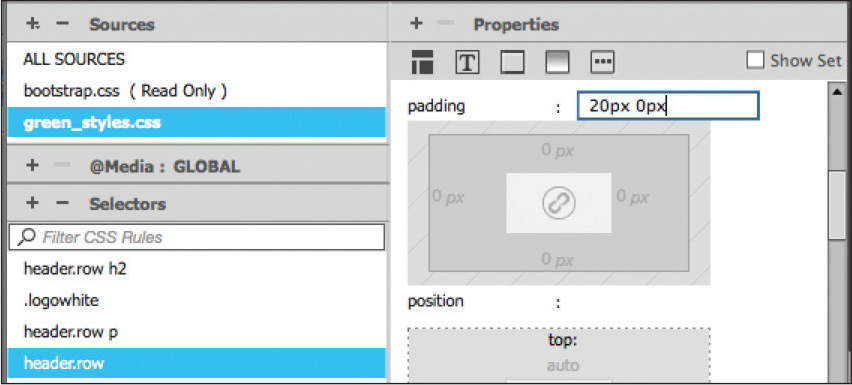 + − Sources
ALL SOURCES
bootstrap.css ( Read Only )
green_styles.css
+ − @Media : GLOBAL
+ − Selectors
Filter CSS Rules
header.row h2
.logowhite
header.row p
header.row
+ − Properties
T
Show Set
padding : 20px 0px
0 px
0 px 0 px
0 px
position :
top:
auto